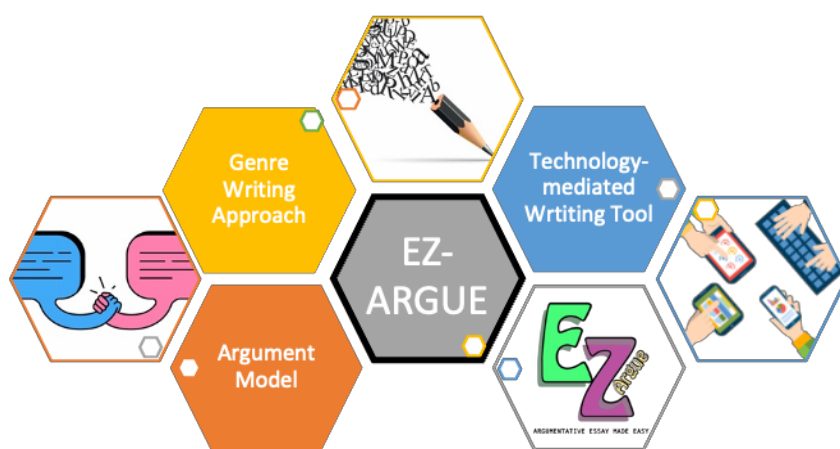 Genre
Writing
Approach
Technology-
mediated
Wrtiting Tool
EZ-
ARGUE
Argument
Model
EZ
Argue
ARGUMENTATIVE ESSAY MADE EASY